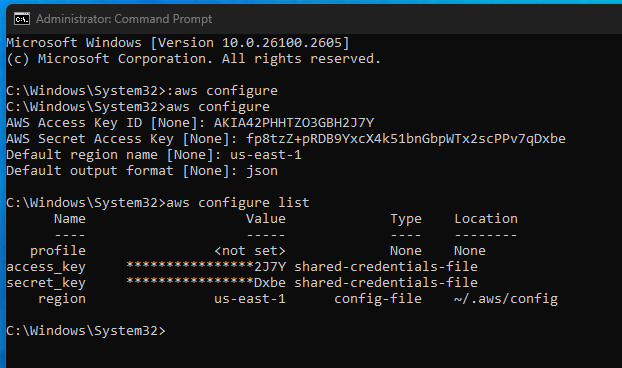 Administrator: Command Prompt
Microsoft Windows [Version 10.0.26100.2605]
(c) Microsoft Corporation. All rights reserved.
C:\Windows\System32>:aws configure
C:\Windows\System32>aws configure
AWS Access Key ID [None]: AKIA42PHHTZO3GBH2J7Y
AWS Secret Access Key [None]: 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
Default region name [None]: us-east-1
Default output format [None]: json
C:\Windows\System32>aws configure list
Name Value Type Location
---- ----- ---- --------
profile <not set> None None
access_key ****************2J7Y shared-credentials-file
secret_key ****************Dxbe shared-credentials-file
region us-east-1 config-file ~/.aws/config
C:\Windows\System32>